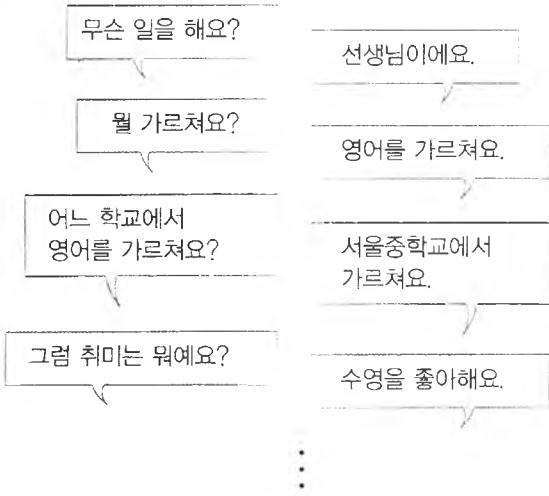 무슨 일을 해요?
선생님이에요.
뭘 가르쳐요?
영어를 가르쳐요.
어느 학교에서
영어를 가르쳐요?
서울중학교에서
가르쳐요.
그럼 취미는 뭐예요?
수영을 좋아해요.